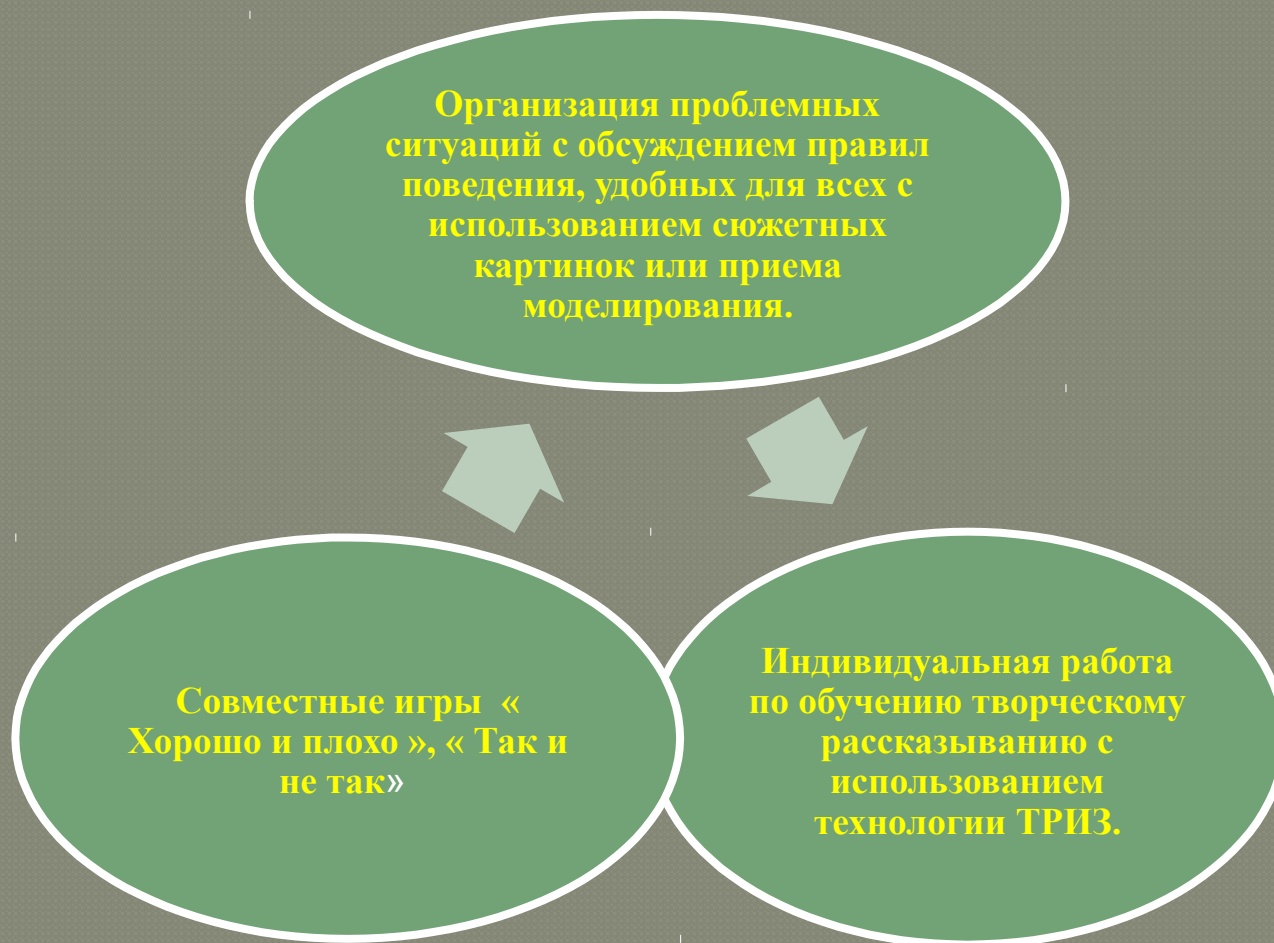 Организация проблемных
ситуаций с обсуждением правил
поведения, удобных для всех с
использованием сюжетных
картинок или приема
моделирования.
Совместные игры  «
Хорошо и плохо », « Так и
не так»
Индивидуальная работа
по обучению творческому
рассказыванию с
использованием
технологии ТРИЗ.